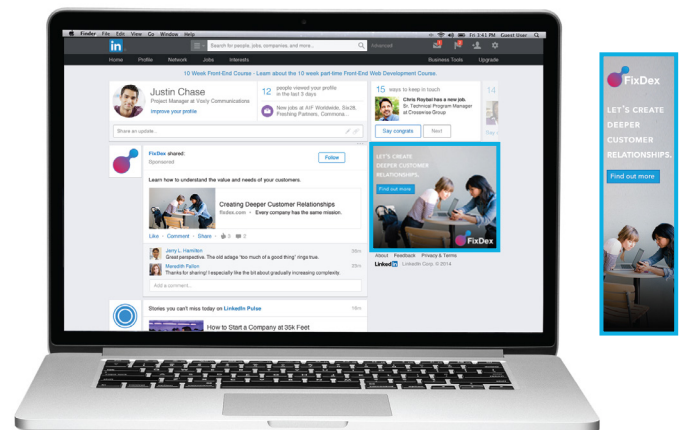 Finder File Edit View Go Window Help
Fri 3:41 PM Guest User
in
Search for people, jobs, companies, and more...
Advanced
Home Profile Network Jobs Interests
Business Tools Upgrade
10 Week Front-End Course - Learn about the 10 week part-time Front-End Web Development Course.
Justin Chase
Project Manager at Voxly Communications
Improve your profile
12 people viewed your profile
in the last 3 days
New jobs at AIF Worldwide, Six28,
Freshing Partners, Commona...
Share an update...
15 ways to keep in touch
Chris Roybal has a new job.
Sr. Technical Program Manager
at Crosswise Group
Say congrats Next
14
FixDex shared:
Sponsored
Follow
Learn how to understand the value and needs of your customers.
Creating Deeper Customer Relationships
fixdex.com • Every company has the same mission.
Like • Comment • Share • 3 2
Jerry L. Hamilton
Great perspective. The old adage "too much of a good thing" rings true.
Meredith Fallon
Thanks for sharing! I especially like the bit about gradually increasing complexity.
Add a comment...
Stories you can't miss today on LinkedIn Pulse
How to Start a Company at 35k Feet
LET'S CREATE
DEEPER CUSTOMER
RELATIONSHIPS.
Find out more
FixDex
About Feedback Privacy & Terms
LinkedIn LinkedIn Corp. © 2014
FixDex
LET'S CREATE
DEEPER
CUSTOMER
RELATIONSHIPS.
Find out more